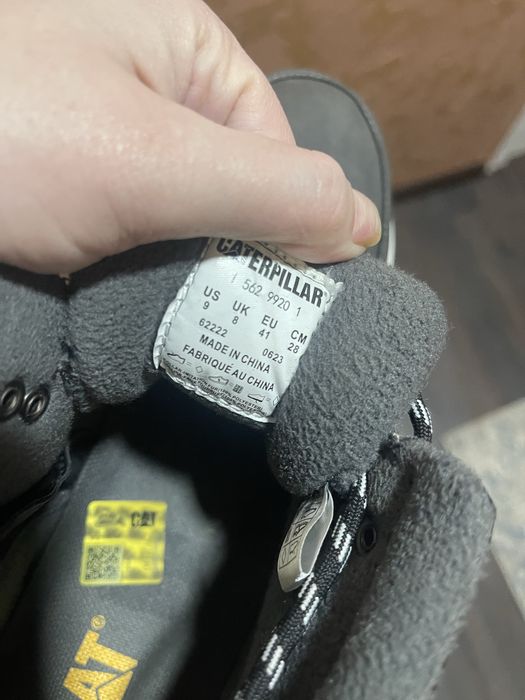 CATERPILLAR
1 562 9920 1
US UK EU CM
9 8 41 28
62222 0623
MADE IN CHINA
FABRIQUE AU CHINA
CAT
CAT®